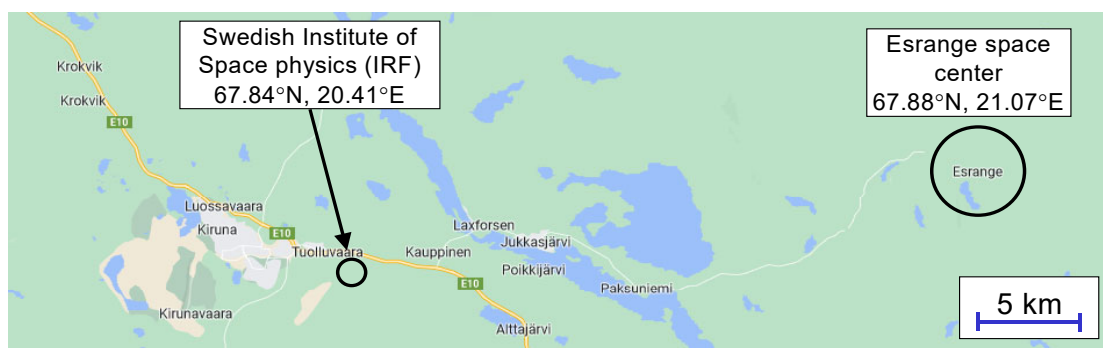 Swedish Institute of
Space physics (IRF)
67.84°N, 20.41°E
Esrange space
center
67.88°N, 21.07°E
Krokvik
Krokvik
E10
Esrange
Luossavaara
Kiruna
E10
Laxforsen
Jukkasjärvi
Tuolluvaara
Kauppinen
Poikkijärvi
E10
Paksuniemi
Kirunavaara
Alttajärvi
5 km